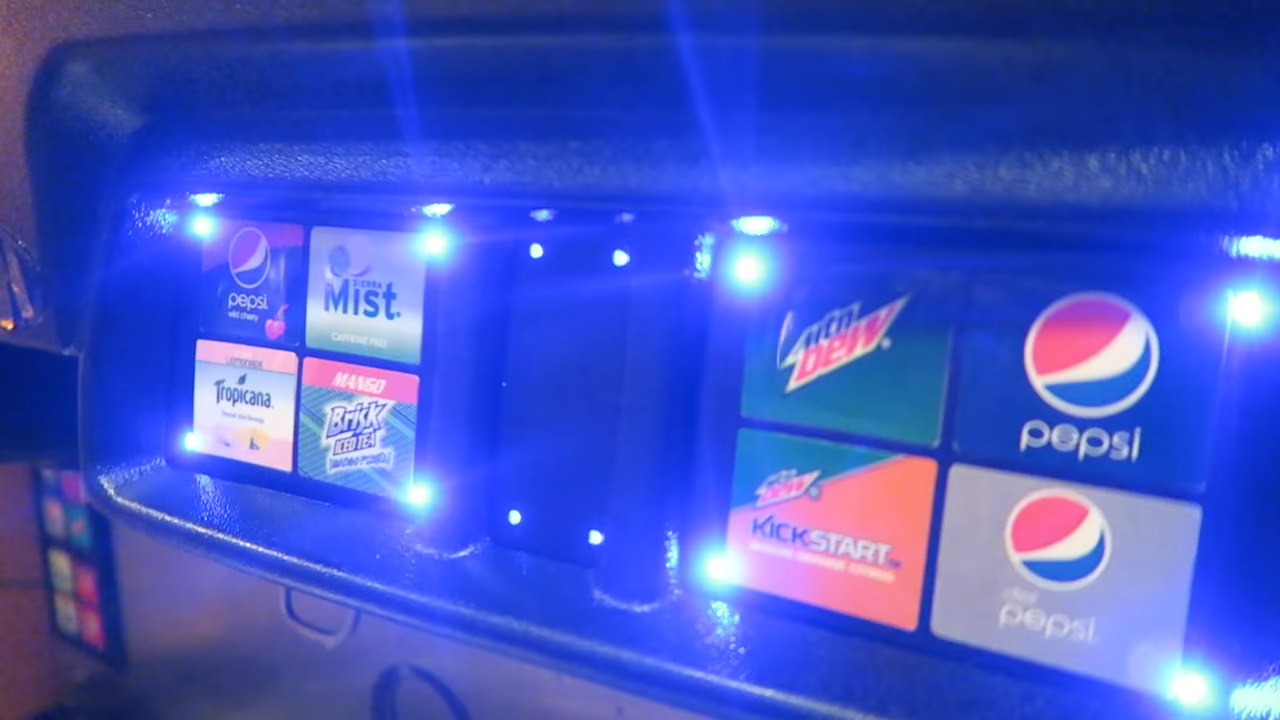 pepsi
wild cherry
SIERRA
Mist
CAFFEINE FREE
LEMONADE
Tropicana
MANGO
Brisk
ICED TEA
Mtn
DEW
pepsi
DEW
KICKSTART
diet
pepsi